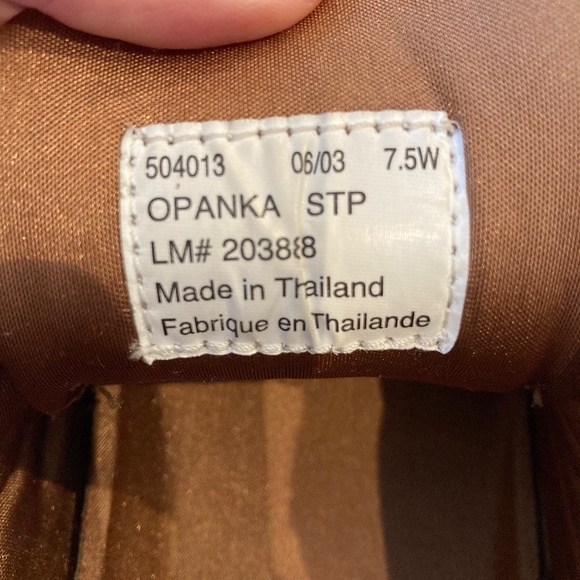 504013 06/03 7.5W
OPANKA STP
LM# 20388
Made in Thailand
Fabrique en Thailande